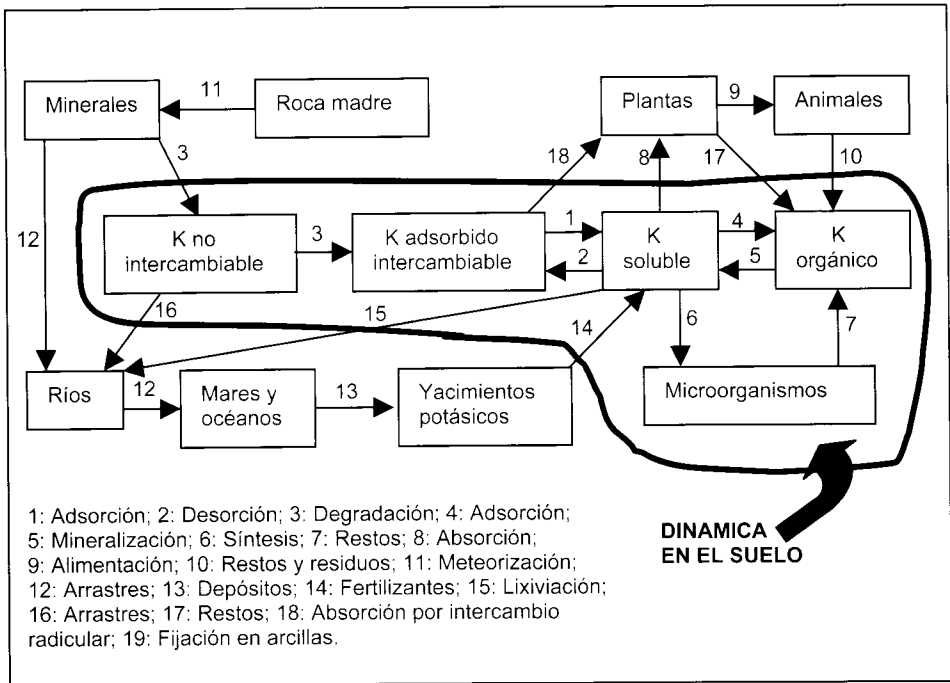 11
Minerales
Roca madre
Plantas
9
Animales
3
18
8
17
10
12
K no
intercambiable
3
K adsorbido
intercambiable
1
2
K
soluble
4
5
K
orgánico
16
15
14
6
7
Ríos
12
Mares y
océanos
13
Yacimientos
potásicos
Microorganismos
DINAMICA
EN EL SUELO
1: Adsorción; 2: Desorción; 3: Degradación; 4: Adsorción;
5: Mineralización; 6: Síntesis; 7: Restos; 8: Absorción;
9: Alimentación; 10: Restos y residuos; 11: Meteorización;
12: Arrastres; 13: Depósitos; 14: Fertilizantes; 15: Lixiviación;
16: Arrastres; 17: Restos; 18: Absorción por intercambio
radicular; 19: Fijación en arcillas.